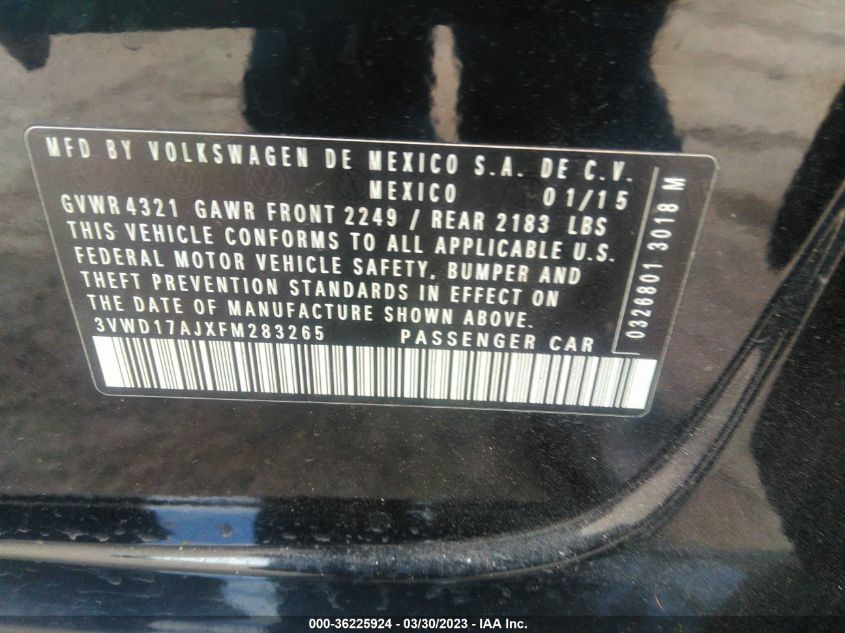 MFD BY VOLKSWAGEN DE MEXICO S.A. DE C.V.
MEXICO 01/15
GVWR 4321 GAWR FRONT 2249 / REAR 2183 LBS
THIS VEHICLE CONFORMS TO ALL APPLICABLE U.S.
FEDERAL MOTOR VEHICLE SAFETY, BUMPER AND
THEFT PREVENTION STANDARDS IN EFFECT ON
THE DATE OF MANUFACTURE SHOWN ABOVE.
3VWD17AJXFM283265 PASSENGER CAR
0326801 3018 M
000-36225924 — 03/30/2023 — IAA Inc.